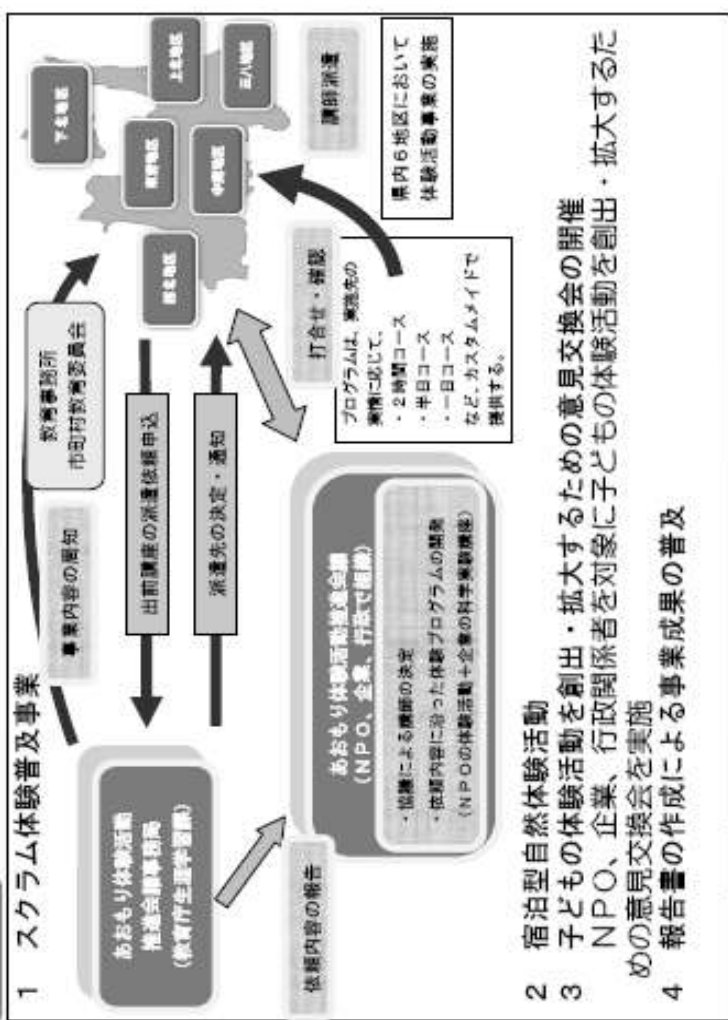 1 スクラム体験普及事業
事業内容の周知
教育事務所
市町村教育委員会
下北地区
上北地区
東青地区
三八地区
中南地区
西北地区
あおもり体験活動
推進会議事務局
(教育庁生涯学習課)
出前講座の派遣依頼申込
派遣先の決定・通知
講師派遣
打合せ・確認
県内6地区において
体験活動事業の実施
依頼内容の報告
あおもり体験活動推進会議
(NPO、企業、行政で組織)
・協議による講師の決定
・依頼内容に沿った体験プログラムの開発
(NPOの体験活動+企業の科学実験講座)
プログラムは、実施先の
実情に応じて、
・2時間コース
・半日コース
・一日コース
など、カスタムメイドで
提供する。
2 宿泊型自然体験活動
3 子どもの体験活動を創出・拡大するための意見交換会の開催
NPO、企業、行政関係者を対象に子どもの体験活動を創出・拡大するた
めの意見交換会を実施
4 報告書の作成による事業成果の普及